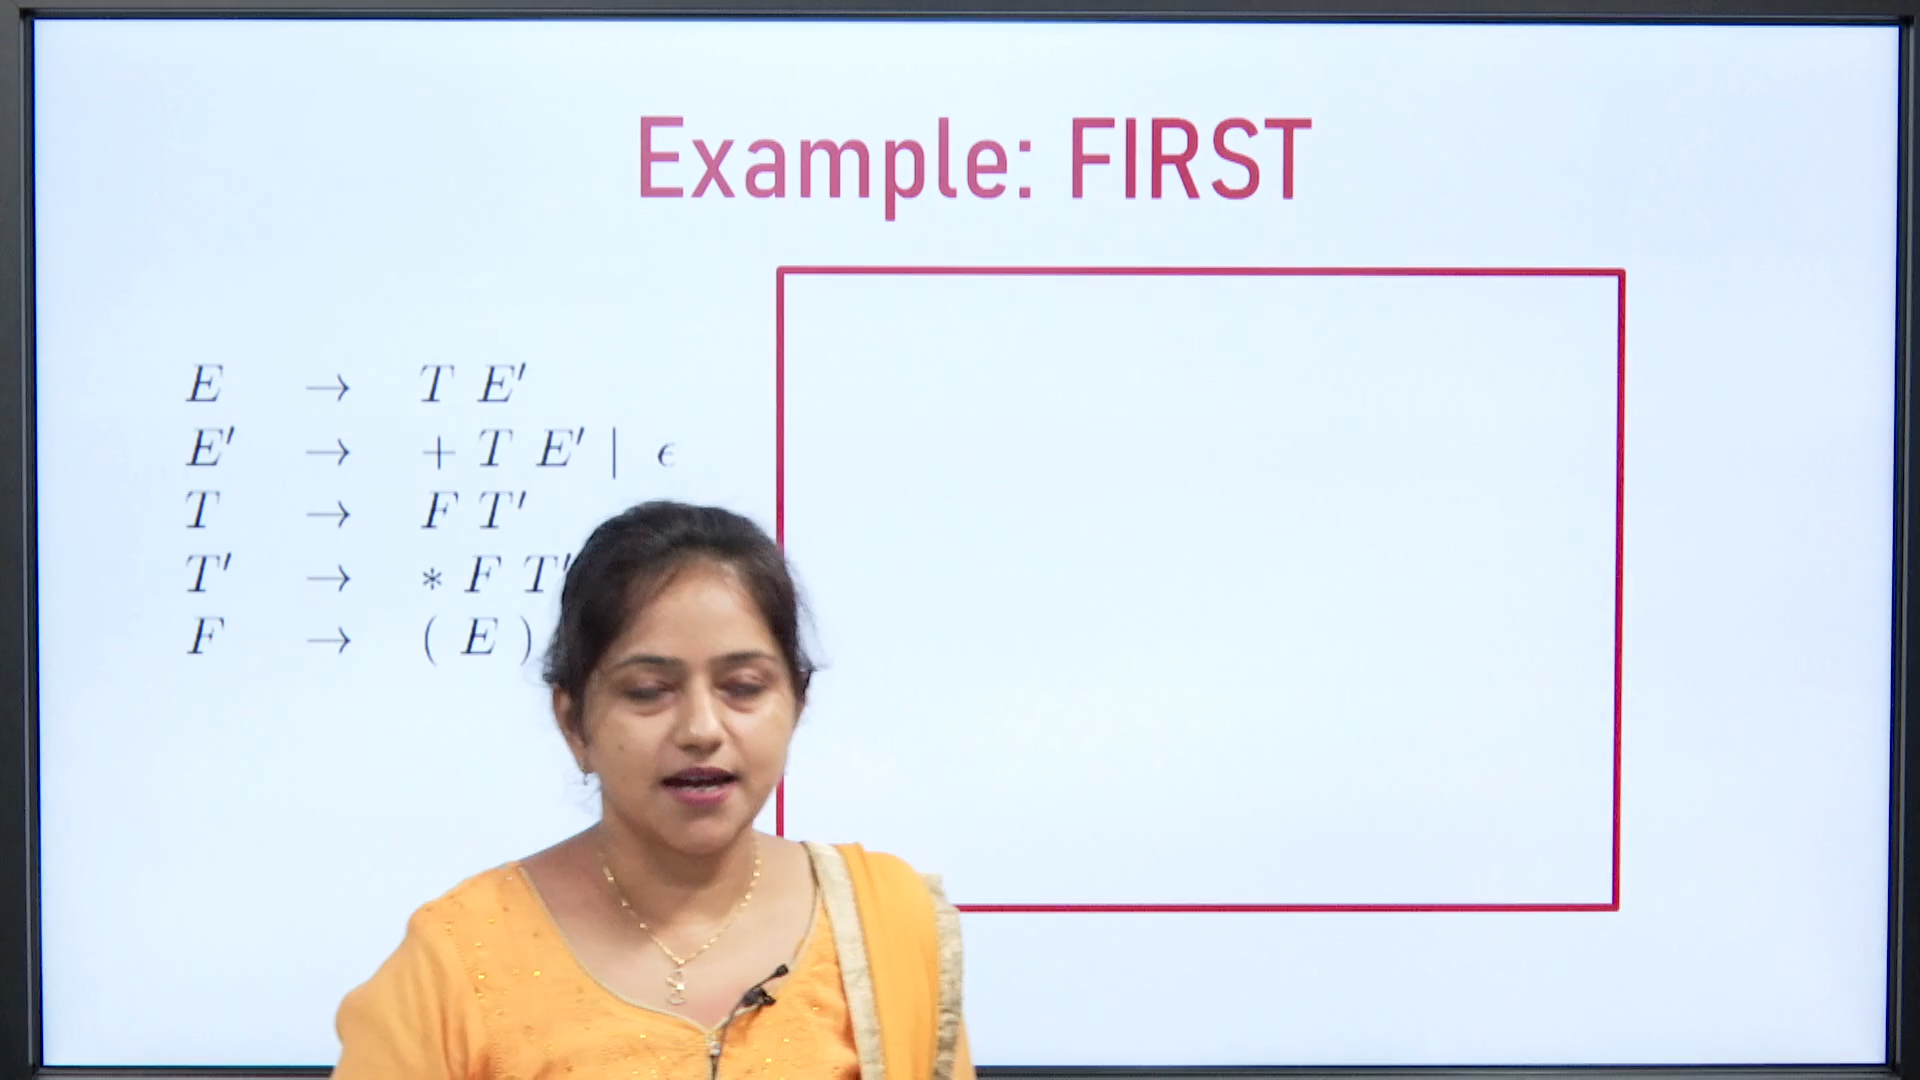 Example: FIRST
E → T E′
E′ → + T E′ | ϵ
T → F T′
T′ → * F T′
F → ( E )